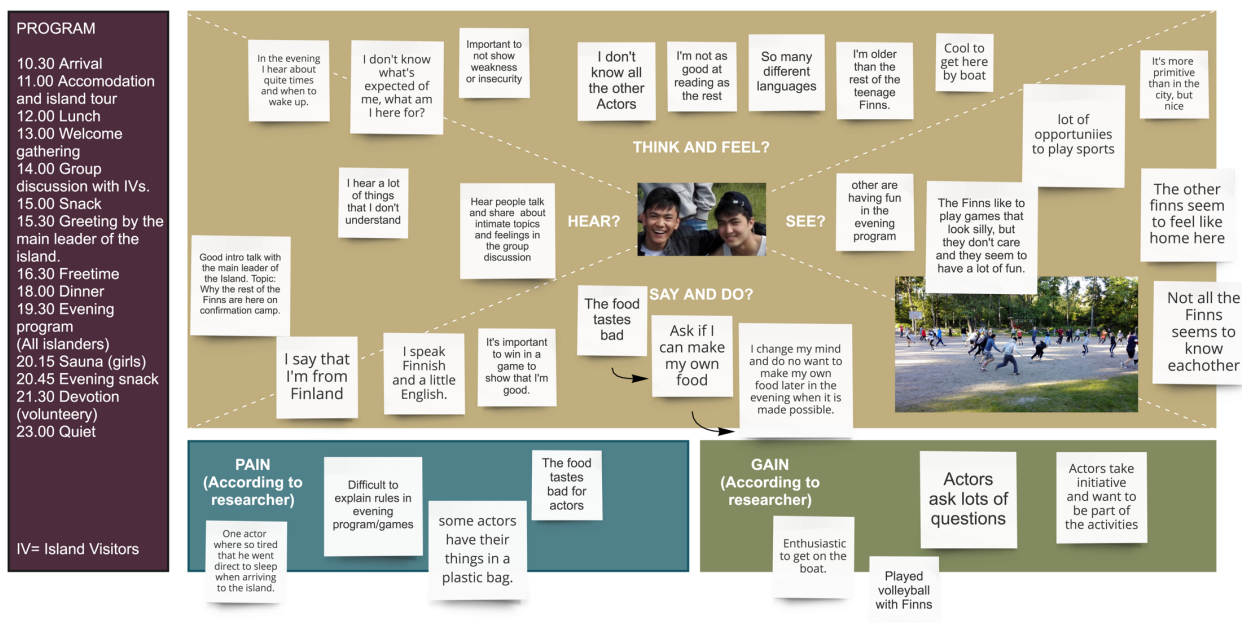 PROGRAM
10.30 Arrival
11.00 Accomodation
and island tour
12.00 Lunch
13.00 Welcome
gathering
14.00 Group
discussion with IVs.
15.00 Snack
15.30 Greeting by the
main leader of the
island.
16.30 Freetime
18.00 Dinner
19.30 Evening
program
(All islanders)
20.15 Sauna (girls)
20.45 Evening snack
21.30 Devotion
(volunteery)
23.00 Quiet
IV= Island Visitors
In the evening
I hear about
quite times
and when to
wake up.
I don't know
what's
expected of
me, what am
I here for?
Important to
not show
weakness
or insecurity
I don't
know all
the other
Actors
I'm not as
good at
reading as
the rest
So many
different
languages
I'm older
than the
rest of the
teenage
Finns.
Cool to
get here
by boat
It's more
primitive
than in the
city, but
nice
lot of
opportuniies
to play sports
THINK AND FEEL?
I hear a lot
of things
that I don't
understand
Hear people talk
and share about
intimate topics
and feelings in
the group
discussion
HEAR?
SEE?
other are
having fun
in the
evening
program
The Finns like to
play games that
look silly, but
they don't care
and they seem to
have a lot of fun.
The other
finns seem
to feel like
home here
Good intro talk with
the main leader of
the Island. Topic:
Why the rest of the
Finns are here on
confirmation camp.
SAY AND DO?
The food
tastes
bad
Ask if I
can make
my own
food
I change my mind
and do no want to
make my own
food later in the
evening when it is
made possible.
Not all the
Finns
seems to
know
eachother
I say that
I'm from
Finland
I speak
Finnish
and a little
English.
It's important
to win in a
game to
show that I'm
good.
PAIN
(According to
researcher)
One actor
where so tired
that he went
direct to sleep
when arriving
to the island.
Difficult to
explain rules in
evening
program/games
some actors
have their
things in a
plastic bag.
The food
tastes
bad for
actors
GAIN
(According to
researcher)
Enthusiastic
to get on the
boat.
Played
volleyball
with Finns
Actors
ask lots of
questions
Actors take
initiative
and want to
be part of
the activities